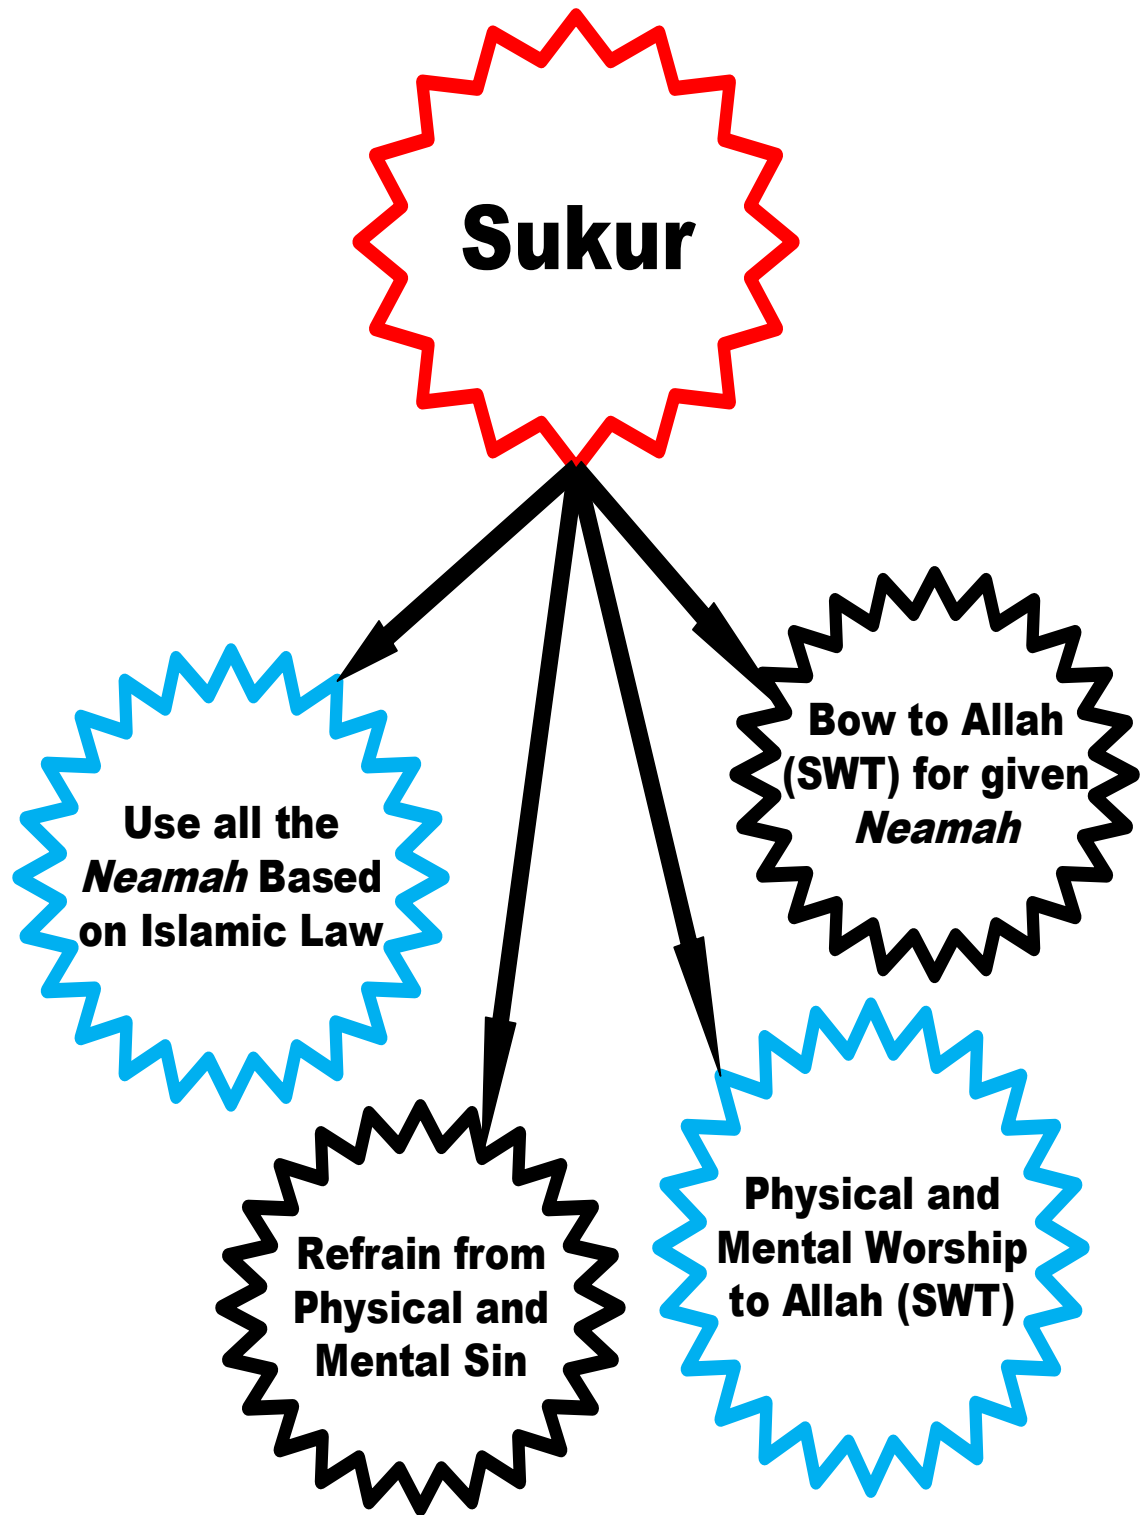 Sukur
Use all the
Neamah Based
on Islamic Law
Refrain from
Physical and
Mental Sin
Physical and
Mental Worship
to Allah (SWT)
Bow to Allah
(SWT) for given
Neamah